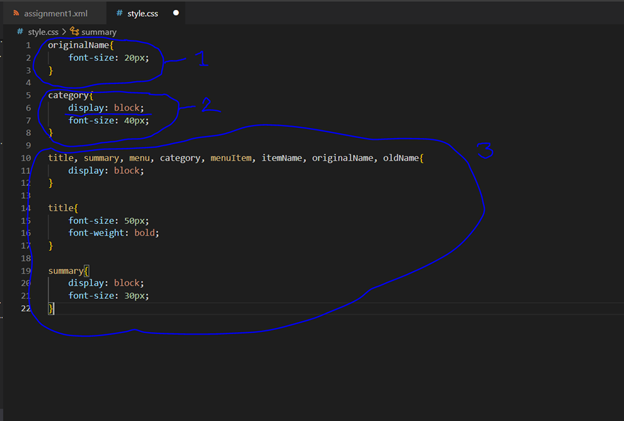 assignment1.xml # style.css
# style.css > summary
1 originalName{ 1
2 font-size: 20px;
3 }
4
5 category{ 2
6 display: block;
7 font-size: 40px;
8 }
9
10 title, summary, menu, category, menuItem, itemName, originalName, oldName{ 3
11 display: block;
12 }
13
14 title{
15 font-size: 50px;
16 font-weight: bold;
17 }
18
19 summary{
20 display: block;
21 font-size: 30px;
22 }